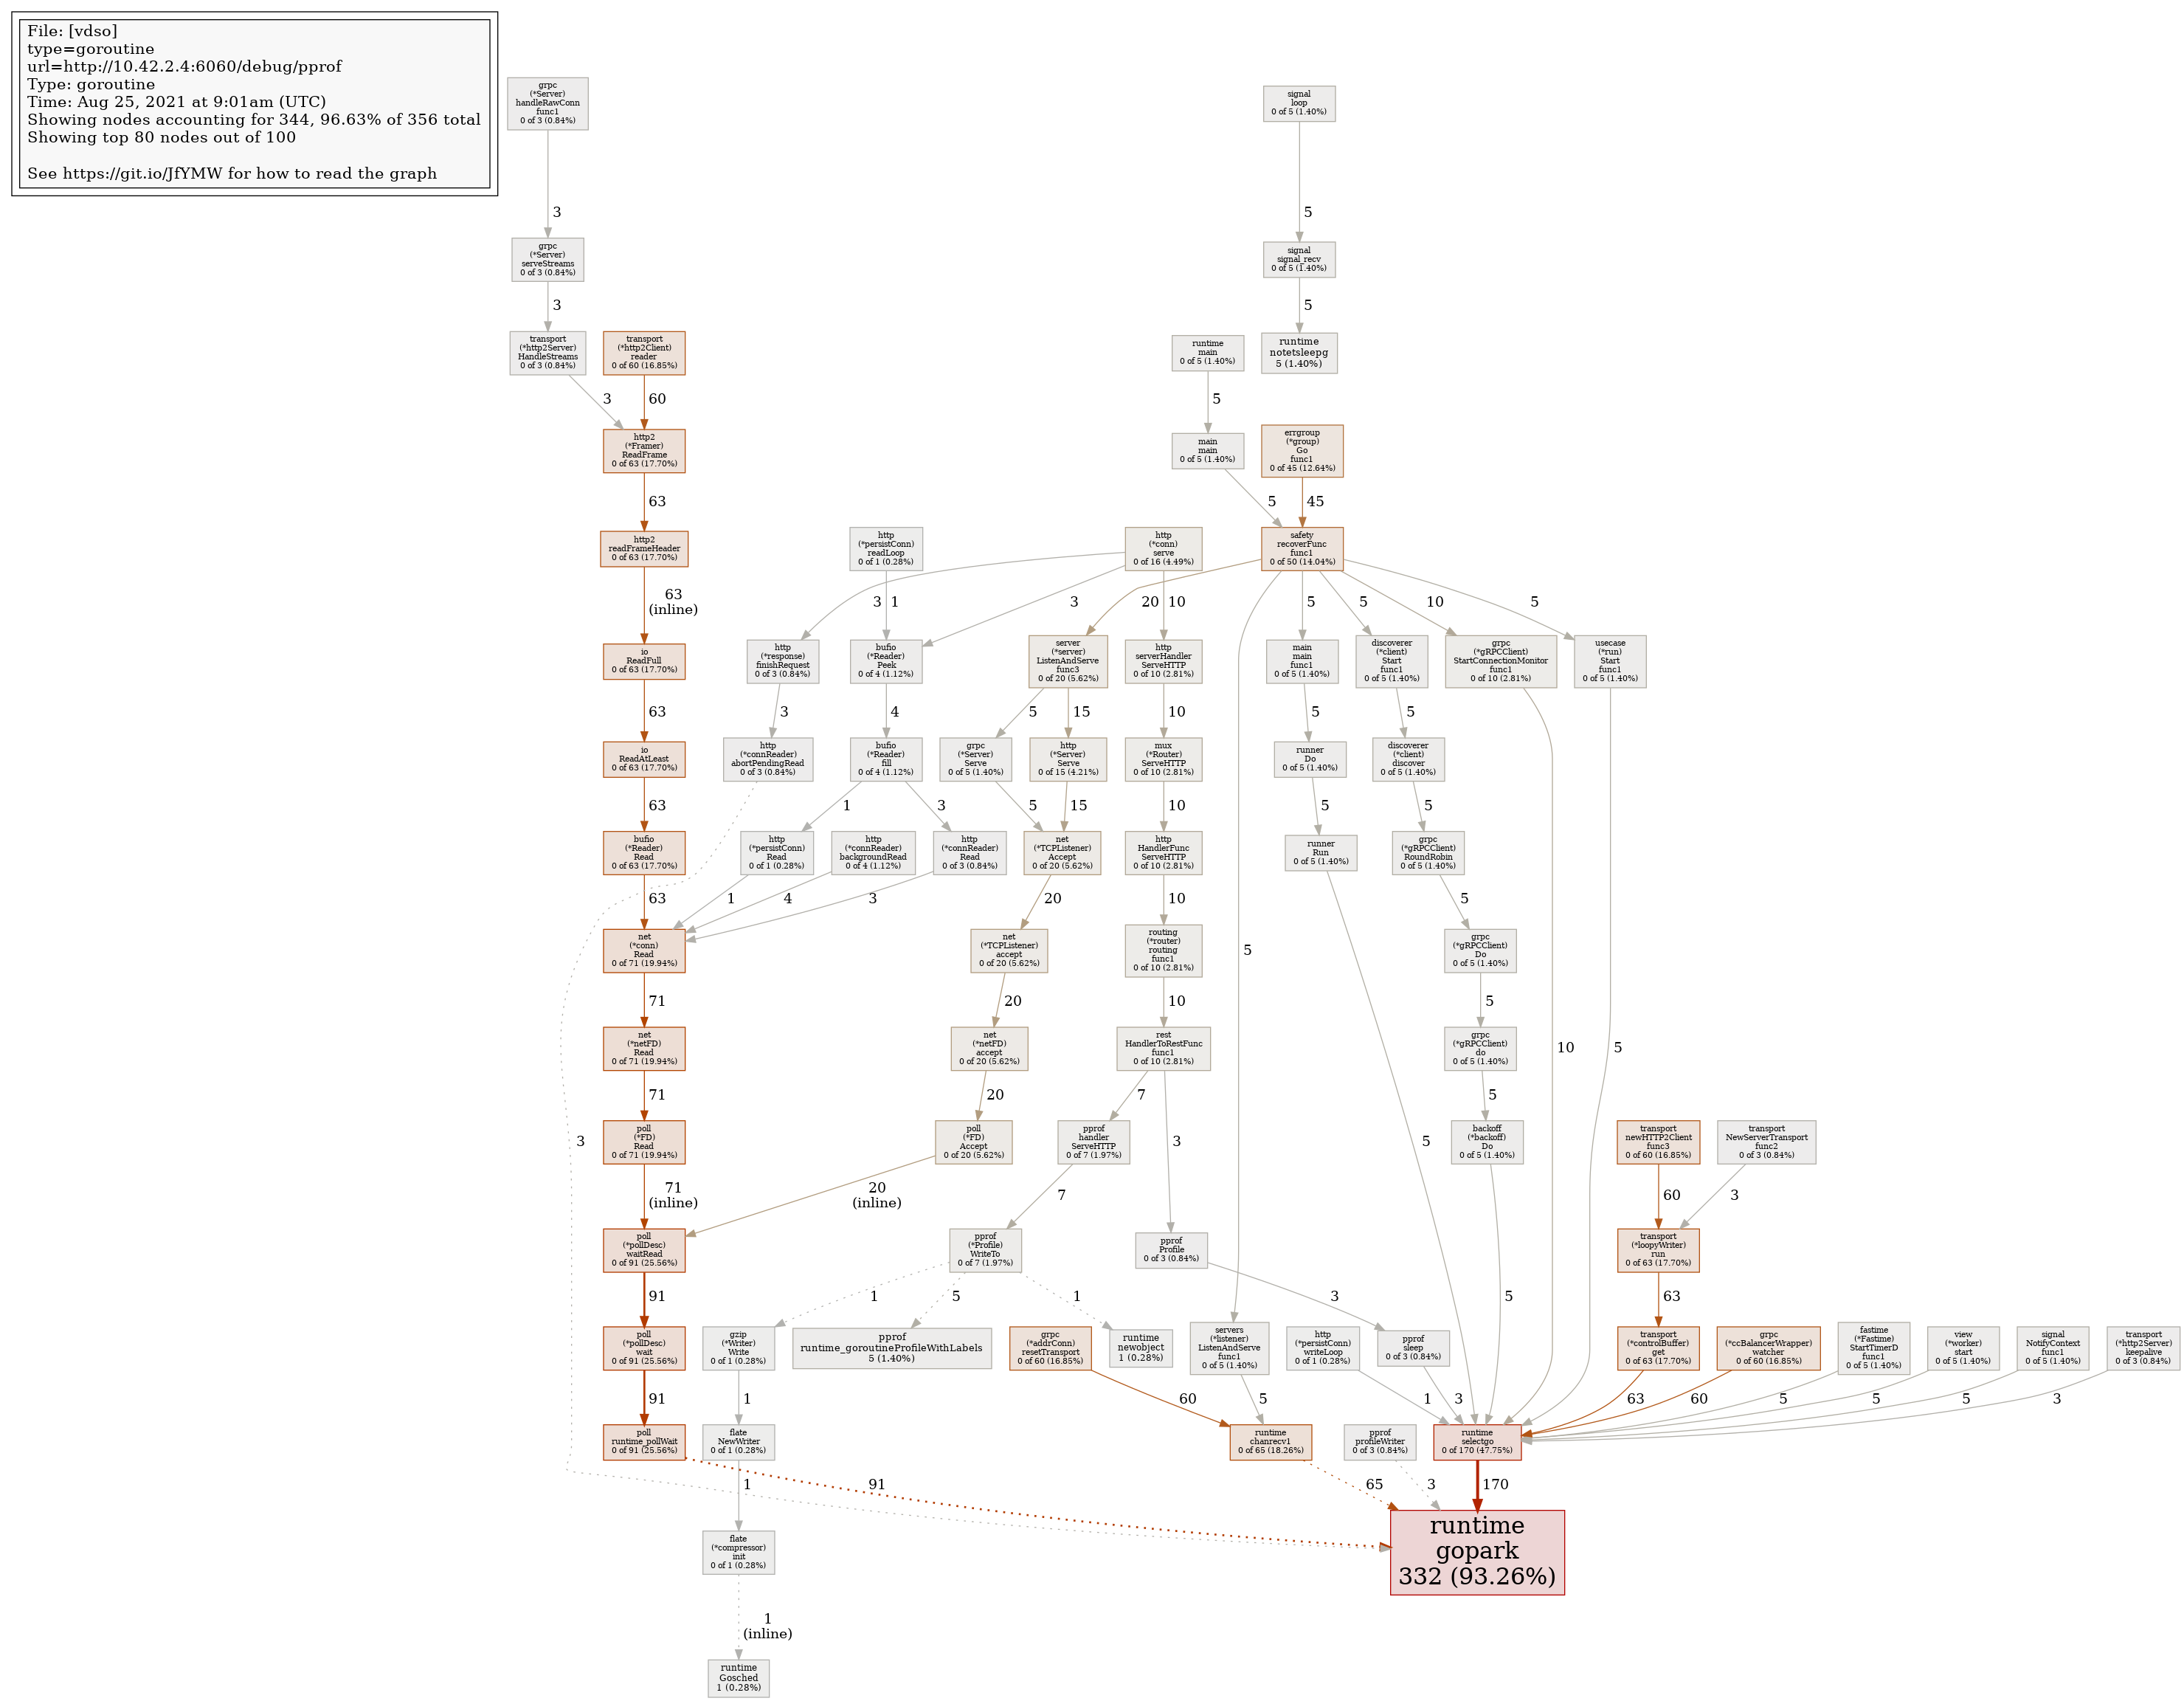 File: [vdso]
type=goroutine
url=http://10.42.2.4:6060/debug/pprof
Type: goroutine
Time: Aug 25, 2021 at 9:01am (UTC)
Showing nodes accounting for 344, 96.63% of 356 total
Showing top 80 nodes out of 100
See https://git.io/JfYMW for how to read the graph
grpc
(*Server)
handleRawConn
func1
0 of 3 (0.84%)
3
grpc
(*Server)
serveStreams
0 of 3 (0.84%)
3
transport
(*http2Server)
HandleStreams
0 of 3 (0.84%)
3
transport
(*http2Client)
reader
0 of 60 (16.85%)
60
http2
(*Framer)
ReadFrame
0 of 63 (17.70%)
63
http2
readFrameHeader
0 of 63 (17.70%)
63
(inline)
io
ReadFull
0 of 63 (17.70%)
63
io
ReadAtLeast
0 of 63 (17.70%)
63
bufio
(*Reader)
Read
0 of 63 (17.70%)
63
net
(*conn)
Read
0 of 71 (19.94%)
71
net
(*netFD)
Read
0 of 71 (19.94%)
71
poll
(*FD)
Read
0 of 71 (19.94%)
71
(inline)
poll
(*pollDesc)
waitRead
0 of 91 (25.56%)
91
poll
(*pollDesc)
wait
0 of 91 (25.56%)
91
poll
runtime_pollWait
0 of 91 (25.56%)
91
signal
loop
0 of 5 (1.40%)
5
signal
signal_recv
0 of 5 (1.40%)
5
runtime
notetsleepg
5 (1.40%)
runtime
main
0 of 5 (1.40%)
5
main
main
0 of 5 (1.40%)
5
errgroup
(*group)
Go
func1
0 of 45 (12.64%)
45
safety
recoverFunc
func1
0 of 50 (14.04%)
20
5
5
5
10
5
http
(*persistConn)
readLoop
0 of 1 (0.28%)
1
http
(*conn)
serve
0 of 16 (4.49%)
3
3
10
http
(*response)
finishRequest
0 of 3 (0.84%)
3
http
(*connReader)
abortPendingRead
0 of 3 (0.84%)
3
bufio
(*Reader)
Peek
0 of 4 (1.12%)
4
bufio
(*Reader)
fill
0 of 4 (1.12%)
1
3
http
(*persistConn)
Read
0 of 1 (0.28%)
1
http
(*connReader)
backgroundRead
0 of 4 (1.12%)
4
http
(*connReader)
Read
0 of 3 (0.84%)
3
server
(*server)
ListenAndServe
func3
0 of 20 (5.62%)
5
15
grpc
(*Server)
Serve
0 of 5 (1.40%)
5
http
(*Server)
Serve
0 of 15 (4.21%)
15
net
(*TCPListener)
Accept
0 of 20 (5.62%)
20
net
(*TCPListener)
accept
0 of 20 (5.62%)
20
net
(*netFD)
accept
0 of 20 (5.62%)
20
poll
(*FD)
Accept
0 of 20 (5.62%)
20
(inline)
http
serverHandler
ServeHTTP
0 of 10 (2.81%)
10
mux
(*Router)
ServeHTTP
0 of 10 (2.81%)
10
http
HandlerFunc
ServeHTTP
0 of 10 (2.81%)
10
routing
(*router)
routing
func1
0 of 10 (2.81%)
10
rest
HandlerToRestFunc
func1
0 of 10 (2.81%)
7
3
pprof
handler
ServeHTTP
0 of 7 (1.97%)
7
pprof
(*Profile)
WriteTo
0 of 7 (1.97%)
1
5
1
pprof
Profile
0 of 3 (0.84%)
3
main
main
func1
0 of 5 (1.40%)
5
runner
Do
0 of 5 (1.40%)
5
runner
Run
0 of 5 (1.40%)
5
discoverer
(*client)
Start
func1
0 of 5 (1.40%)
5
discoverer
(*client)
discover
0 of 5 (1.40%)
5
grpc
(*gRPCClient)
RoundRobin
0 of 5 (1.40%)
5
grpc
(*gRPCClient)
Do
0 of 5 (1.40%)
5
grpc
(*gRPCClient)
do
0 of 5 (1.40%)
5
backoff
(*backoff)
Do
0 of 5 (1.40%)
5
grpc
(*gRPCClient)
StartConnectionMonitor
func1
0 of 10 (2.81%)
10
usecase
(*run)
Start
func1
0 of 5 (1.40%)
5
transport
newHTTP2Client
func3
0 of 60 (16.85%)
60
transport
NewServerTransport
func2
0 of 3 (0.84%)
3
transport
(*loopyWriter)
run
0 of 63 (17.70%)
63
gzip
(*Writer)
Write
0 of 1 (0.28%)
1
pprof
runtime_goroutineProfileWithLabels
5 (1.40%)
grpc
(*addrConn)
resetTransport
0 of 60 (16.85%)
60
runtime
newobject
1 (0.28%)
servers
(*listener)
ListenAndServe
func1
0 of 5 (1.40%)
5
http
(*persistConn)
writeLoop
0 of 1 (0.28%)
1
pprof
sleep
0 of 3 (0.84%)
3
transport
(*controlBuffer)
get
0 of 63 (17.70%)
63
grpc
(*ccBalancerWrapper)
watcher
0 of 60 (16.85%)
60
fastime
(*Fastime)
StartTimerD
func1
0 of 5 (1.40%)
5
view
(*worker)
start
0 of 5 (1.40%)
5
signal
NotifyContext
func1
0 of 5 (1.40%)
5
transport
(*http2Server)
keepalive
0 of 3 (0.84%)
3
flate
NewWriter
0 of 1 (0.28%)
1
runtime
chanrecv1
0 of 65 (18.26%)
65
pprof
profileWriter
0 of 3 (0.84%)
3
runtime
selectgo
0 of 170 (47.75%)
170
flate
(*compressor)
init
0 of 1 (0.28%)
1
(inline)
runtime
gopark
332 (93.26%)
runtime
Gosched
1 (0.28%)